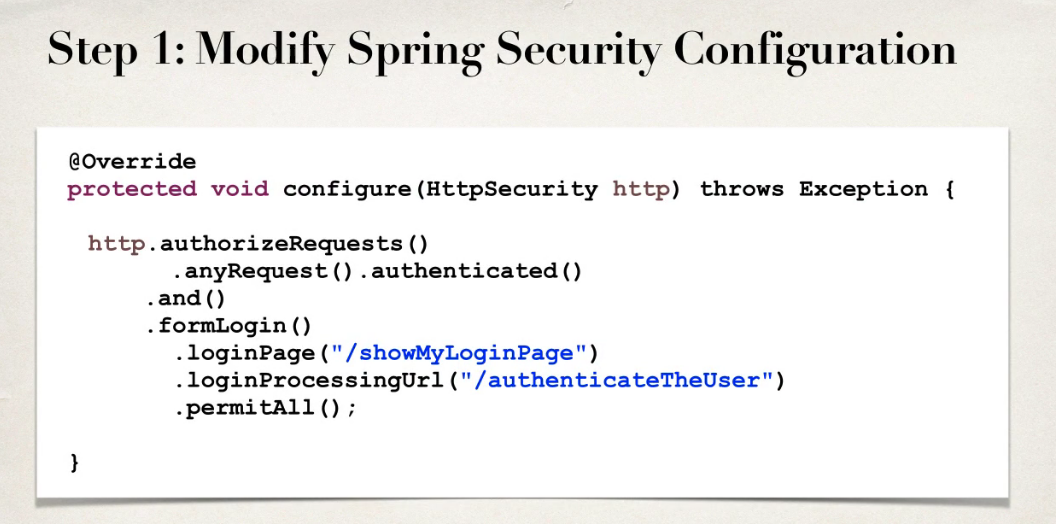 Step 1: Modify Spring Security Configuration
@Override
protected void configure(HttpSecurity http) throws Exception {
http.authorizeRequests()
.anyRequest().authenticated()
.and()
.formLogin()
.loginPage("/showMyLoginPage")
.loginProcessingUrl("/authenticateTheUser")
.permitAll();
}